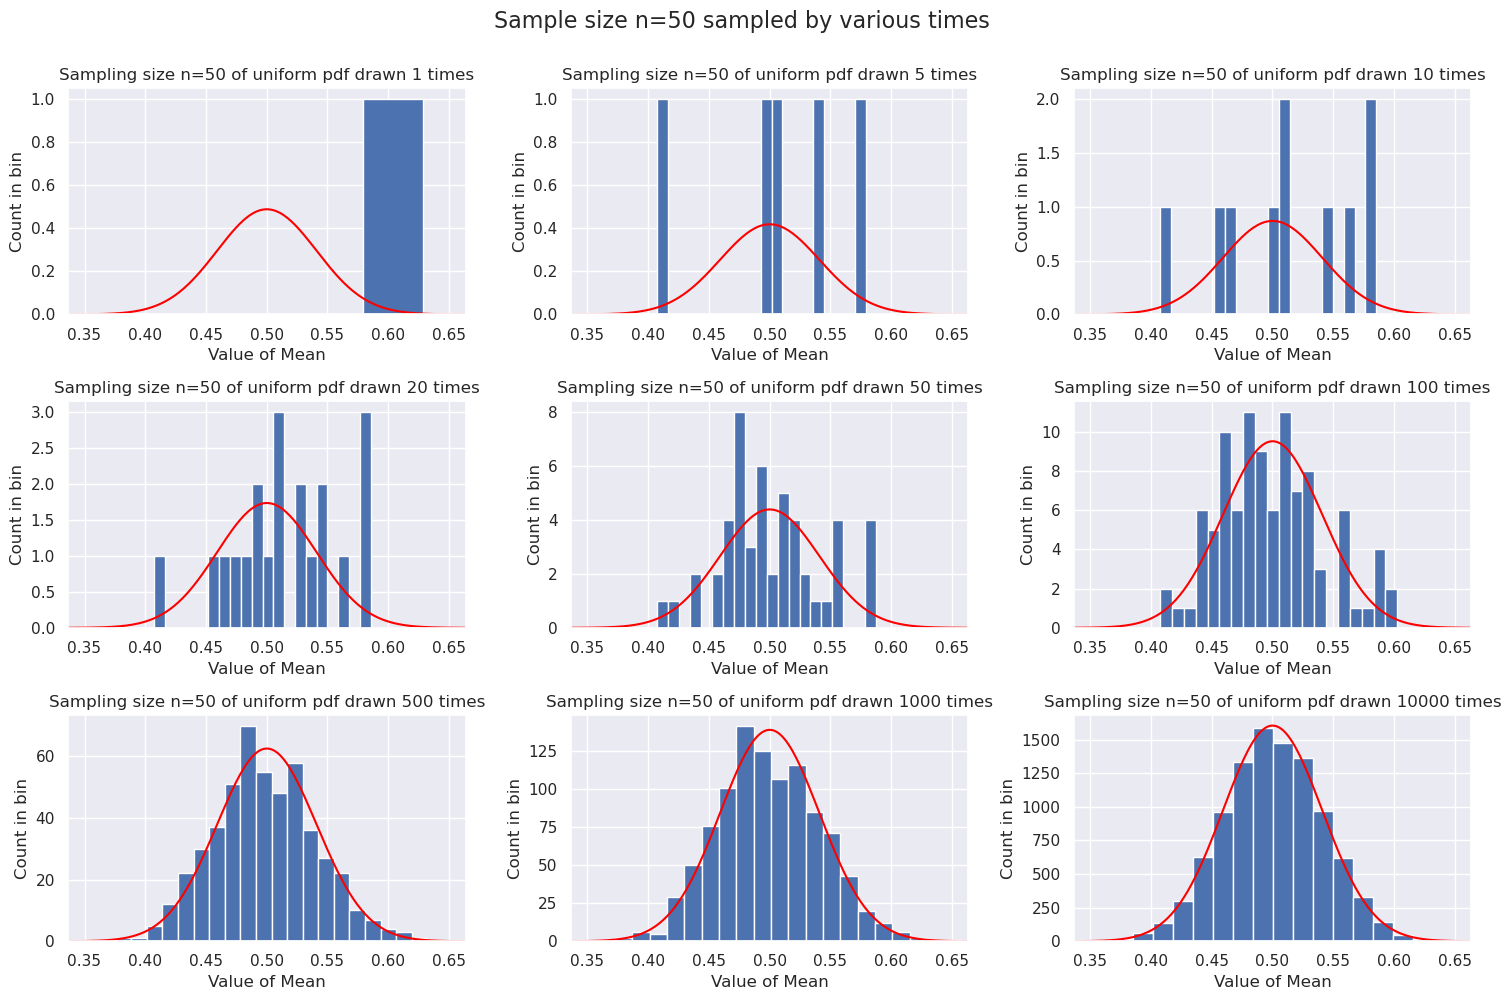 Sample size n=50 sampled by various times
Sampling size n=50 of uniform pdf drawn 1 times
1.0
0.8
0.6
0.4
0.2
0.0
Count in bin
0.35 0.40 0.45 0.50 0.55 0.60 0.65
Value of Mean
Sampling size n=50 of uniform pdf drawn 5 times
1.0
0.8
0.6
0.4
0.2
0.0
Count in bin
0.35 0.40 0.45 0.50 0.55 0.60 0.65
Value of Mean
Sampling size n=50 of uniform pdf drawn 10 times
2.0
1.5
1.0
0.5
0.0
Count in bin
0.35 0.40 0.45 0.50 0.55 0.60 0.65
Value of Mean
Sampling size n=50 of uniform pdf drawn 20 times
3.0
2.5
2.0
1.5
1.0
0.5
0.0
Count in bin
0.35 0.40 0.45 0.50 0.55 0.60 0.65
Value of Mean
Sampling size n=50 of uniform pdf drawn 50 times
8
6
4
2
0
Count in bin
0.35 0.40 0.45 0.50 0.55 0.60 0.65
Value of Mean
Sampling size n=50 of uniform pdf drawn 100 times
10
8
6
4
2
0
Count in bin
0.35 0.40 0.45 0.50 0.55 0.60 0.65
Value of Mean
Sampling size n=50 of uniform pdf drawn 500 times
60
40
20
0
Count in bin
0.35 0.40 0.45 0.50 0.55 0.60 0.65
Value of Mean
Sampling size n=50 of uniform pdf drawn 1000 times
125
100
75
50
25
0
Count in bin
0.35 0.40 0.45 0.50 0.55 0.60 0.65
Value of Mean
Sampling size n=50 of uniform pdf drawn 10000 times
1500
1250
1000
750
500
250
0
Count in bin
0.35 0.40 0.45 0.50 0.55 0.60 0.65
Value of Mean